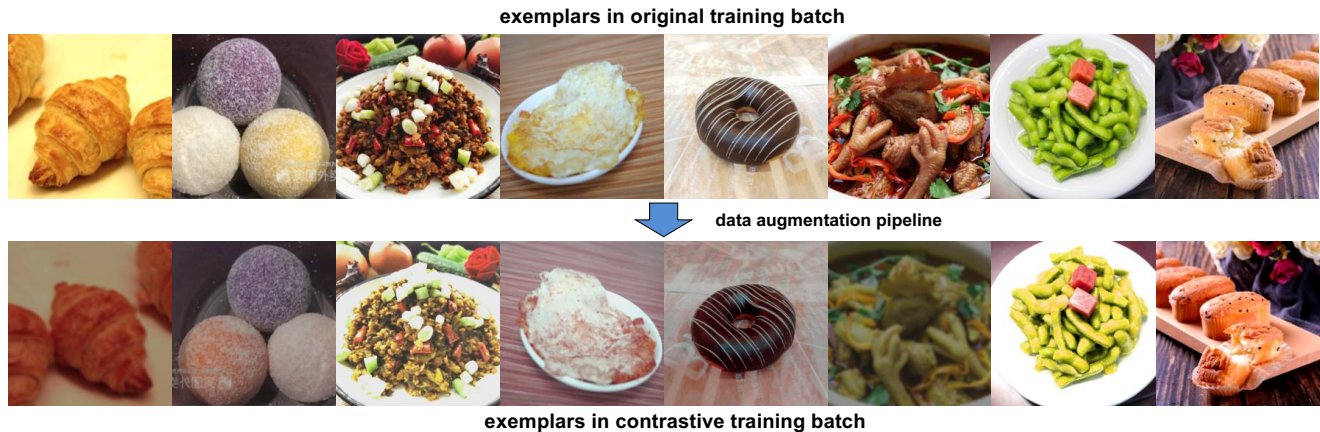 exemplars in original training batch
data augmentation pipeline
exemplars in contrastive training batch